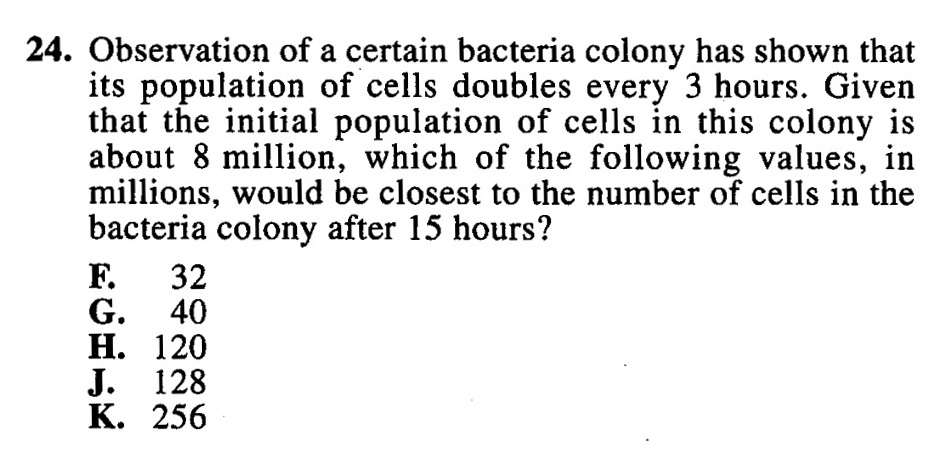 24. Observation of a certain bacteria colony has shown that
its population of cells doubles every 3 hours. Given
that the initial population of cells in this colony is
about 8 million, which of the following values, in
millions, would be closest to the number of cells in the
bacteria colony after 15 hours?
F. 32
G. 40
H. 120
J. 128
K. 256